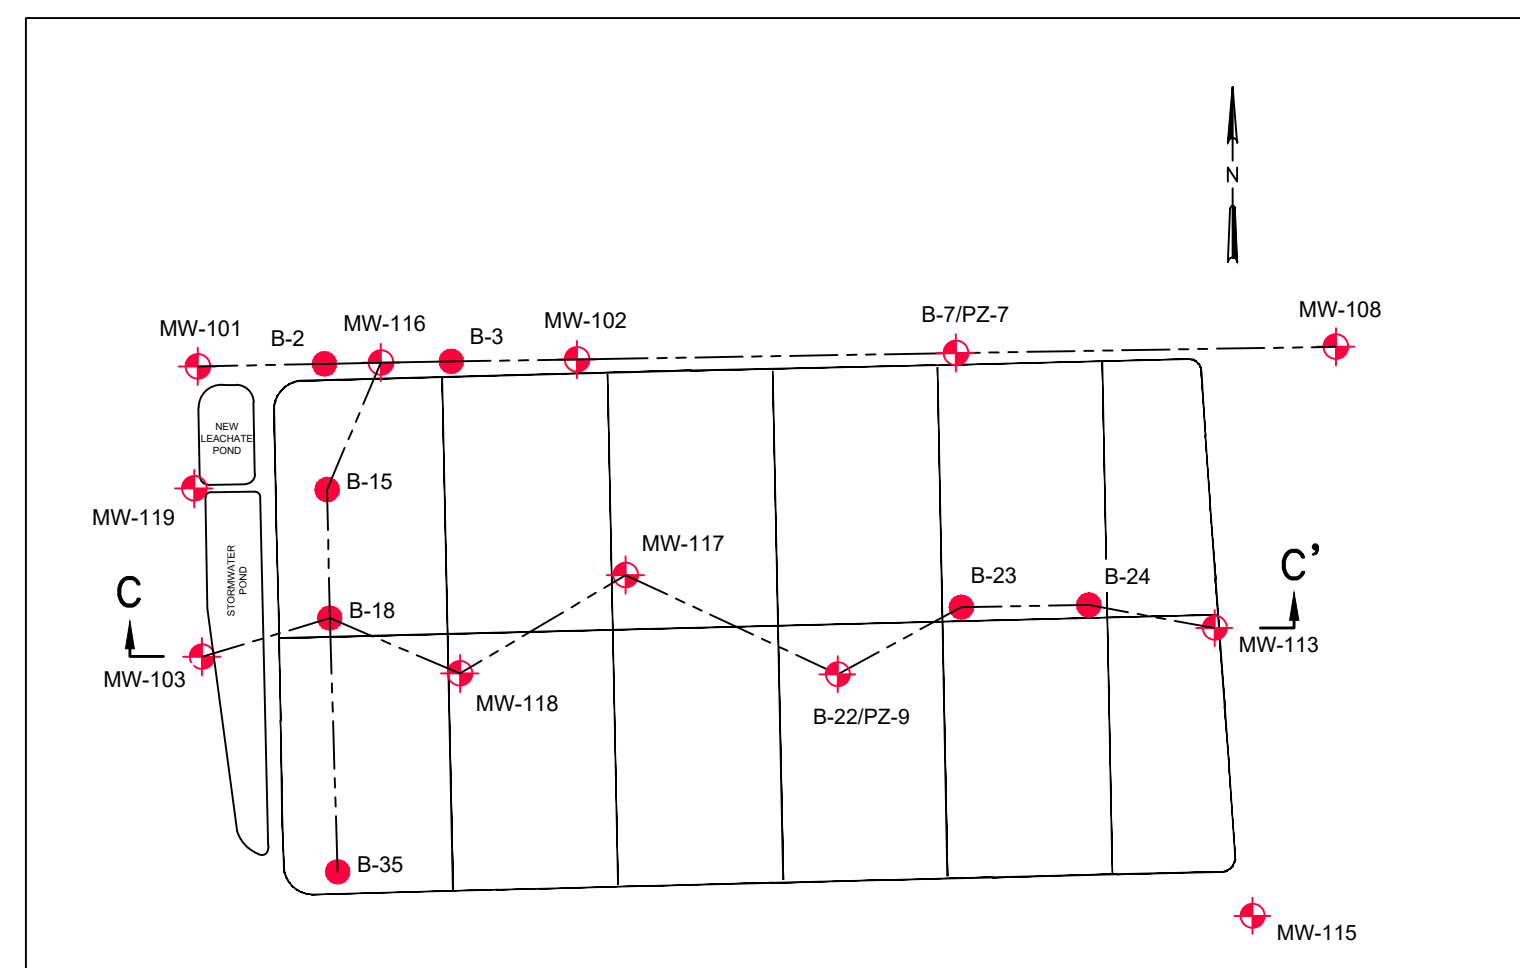 N
MW-108
B-7/PZ-7
MW-102
MW-116
MW-101
B-2
B-3
NEW
LEACHATE
POND
B-15
MW-119
MW-117
STORMWATER
POND
C
C’
B-23
B-24
B-18
MW-113
MW-103
MW-118
B-22/PZ-9
B-35
MW-115